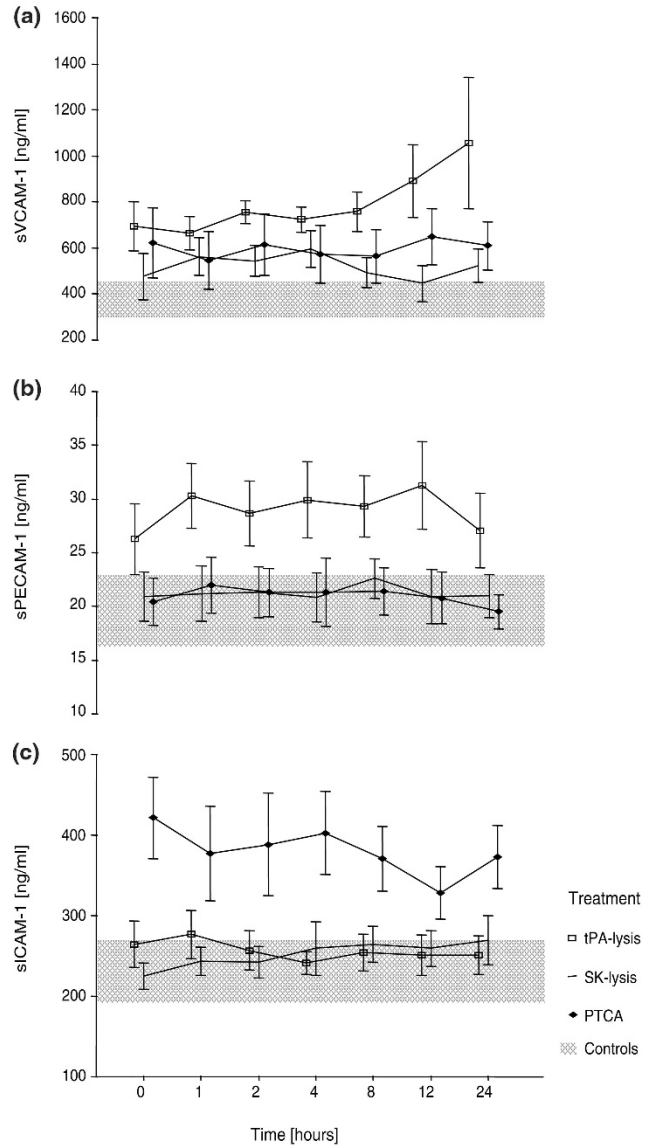 (a)
sVCAM-1 [ng/ml]
1600
1400
1200
1000
800
600
400
200
(b)
sPECAM-1 [ng/ml]
40
35
30
25
20
15
10
(c)
sICAM-1 [ng/ml]
500
400
300
200
100
0 1 2 4 8 12 24
Time [hours]
Treatment
tPA-lysis
SK-lysis
PTCA
Controls